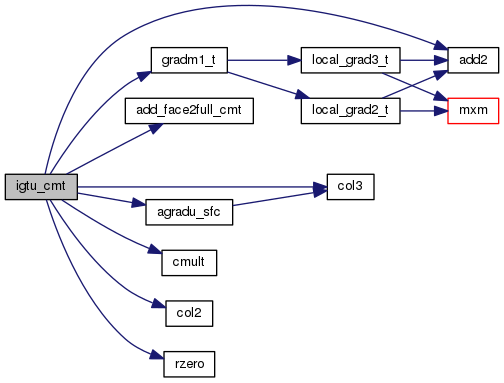 gradm1_t
local_grad3_t
add2
add_face2full_cmt
local_grad2_t
mxm
igtu_cmt
col3
agradu_sfc
cmult
col2
rzero